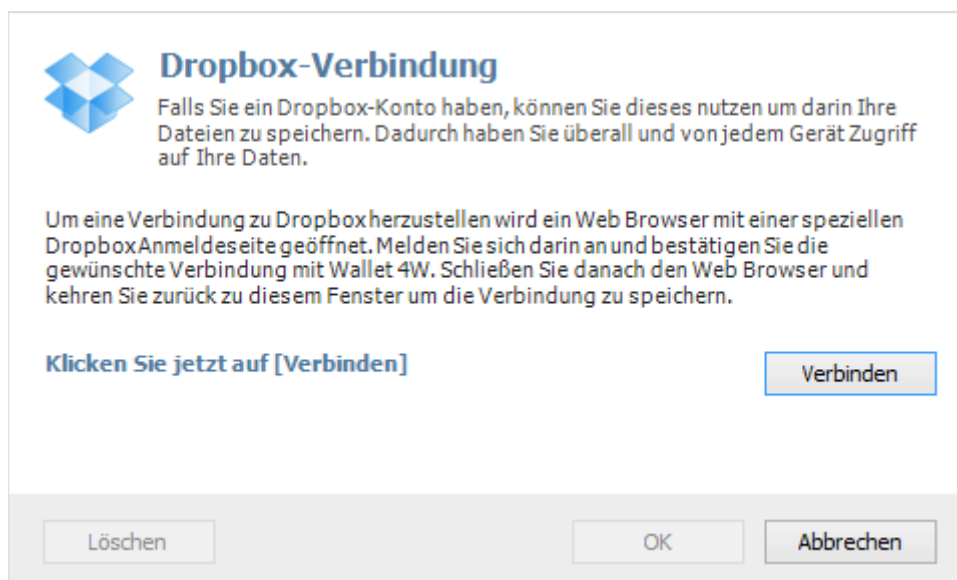 Dropbox-Verbindung
Falls Sie ein Dropbox-Konto haben, können Sie dieses nutzen um darin Ihre
Dateien zu speichern. Dadurch haben Sie überall und von jedem Gerät Zugriff
auf Ihre Daten.
Um eine Verbindung zu Dropbox herzustellen wird ein Web Browser mit einer speziellen
Dropbox Anmeldeseite geöffnet. Melden Sie sich darin an und bestätigen Sie die
gewünschte Verbindung mit Wallet 4W. Schließen Sie danach den Web Browser und
kehren Sie zurück zu diesem Fenster um die Verbindung zu speichern.
Klicken Sie jetzt auf [Verbinden]
Verbinden
Löschen
OK
Abbrechen